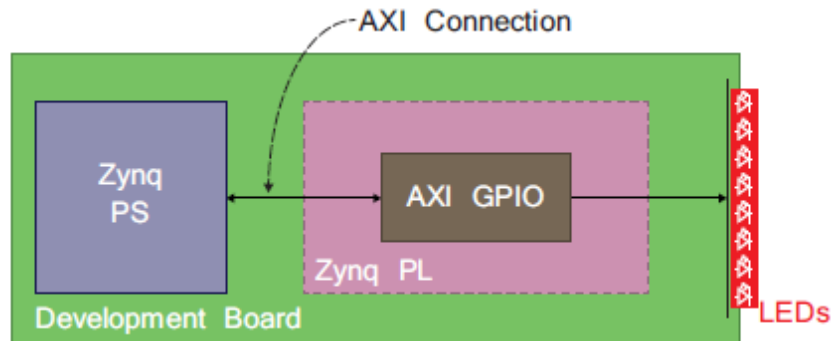 AXI Connection
Zynq
PS
AXI GPIO
Zynq PL
Development Board
LEDs